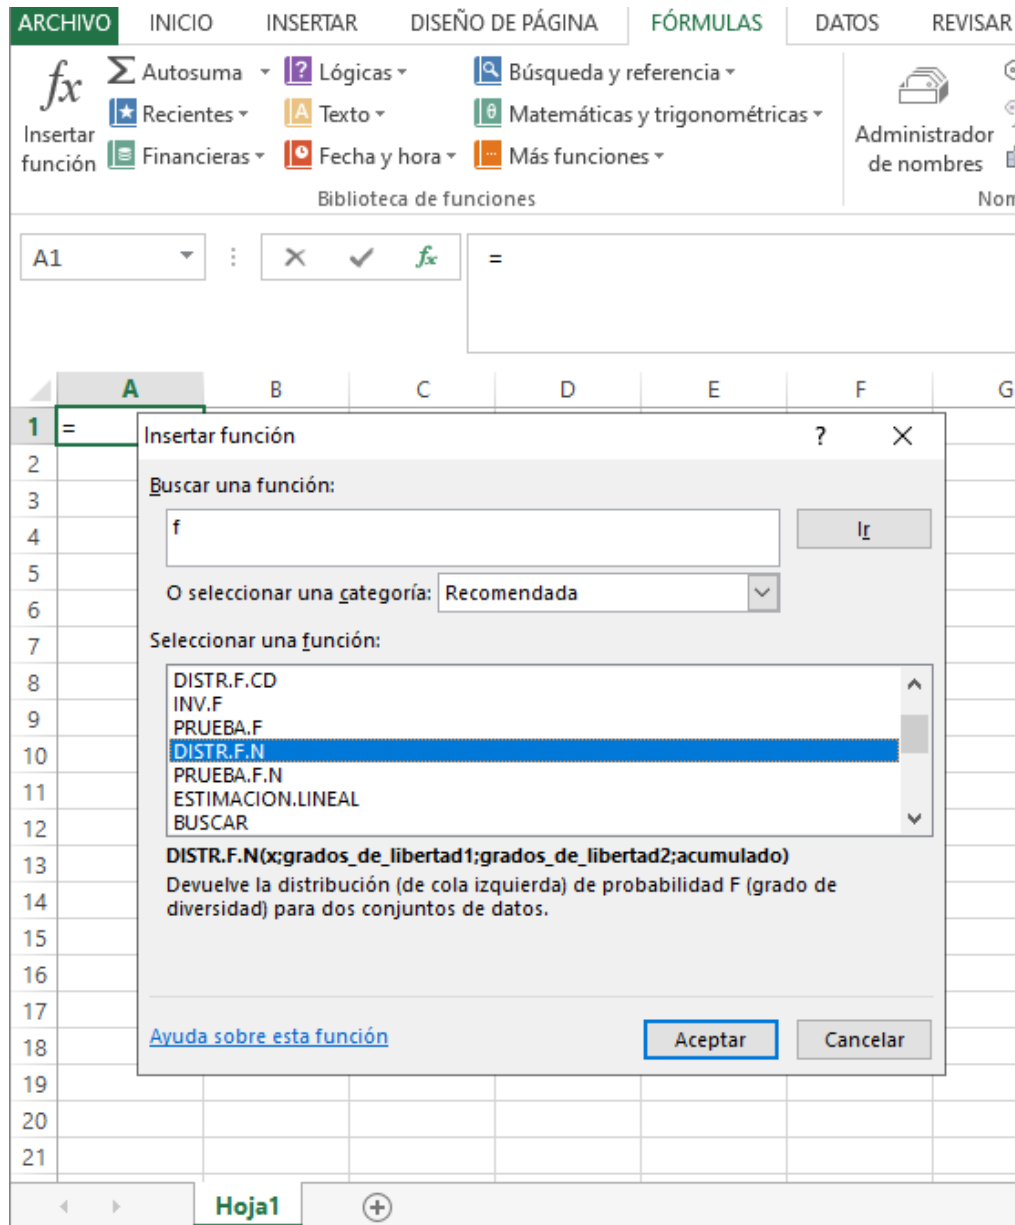 ARCHIVO INICIO INSERTAR DISEÑO DE PÁGINA FÓRMULAS DATOS REVISAR
fx Σ Autosuma ? Lógicas Búsqueda y referencia
Recientes A Texto θ Matemáticas y trigonométricas
Insertar función Financieras Fecha y hora Más funciones
Administrador de nombres
Biblioteca de funciones
A1 fx =
A B C D E F G
1 =
2
3
4
5
6
7
8
9
10
11
12
13
14
15
16
17
18
19
20
21
Insertar función ?
Buscar una función:
f Ir
O seleccionar una categoría: Recomendada
Seleccionar una función:
DISTR.F.CD
INV.F
PRUEBA.F
DISTR.F.N
PRUEBA.F.N
ESTIMACION.LINEAL
BUSCAR
DISTR.F.N(x;grados_de_libertad1;grados_de_libertad2;acumulado)
Devuelve la distribución (de cola izquierda) de probabilidad F (grado de
diversidad) para dos conjuntos de datos.
Ayuda sobre esta función Aceptar Cancelar
Hoja1